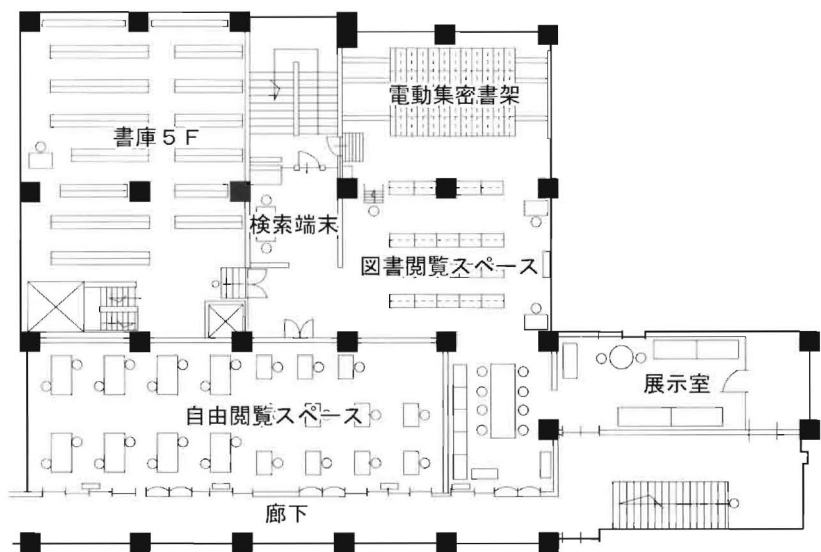 電動集密書架
書庫５Ｆ
検索端末
図書閲覧スペース
展示室
自由閲覧スペース
廊下